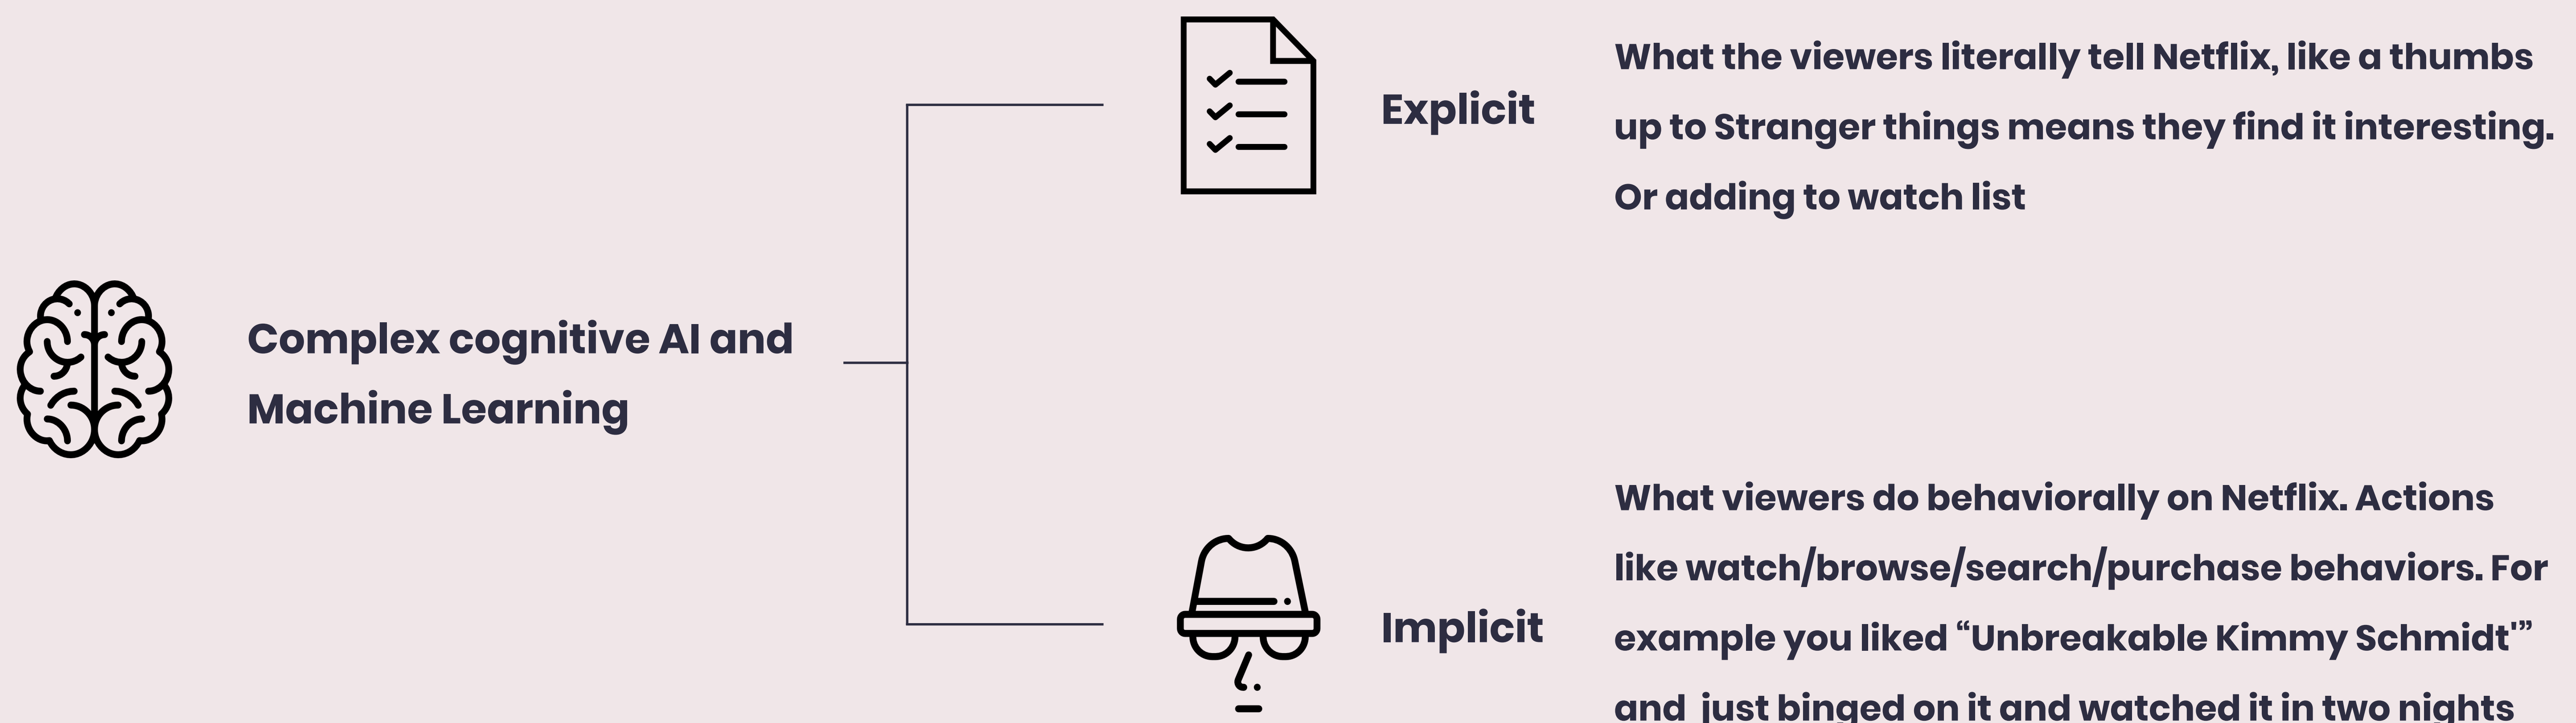 What the viewers literally tell Netflix, like a thumbs
up to Stranger things means they find it interesting.
Or adding to watch list
Explicit
Complex cognitive AI and
Machine Learning
What viewers do behaviorally on Netflix. Actions
like watch/browse/search/purchase behaviors. For
example you liked “Unbreakable Kimmy Schmidt'”
and  just binged on it and watched it in two nights
Implicit